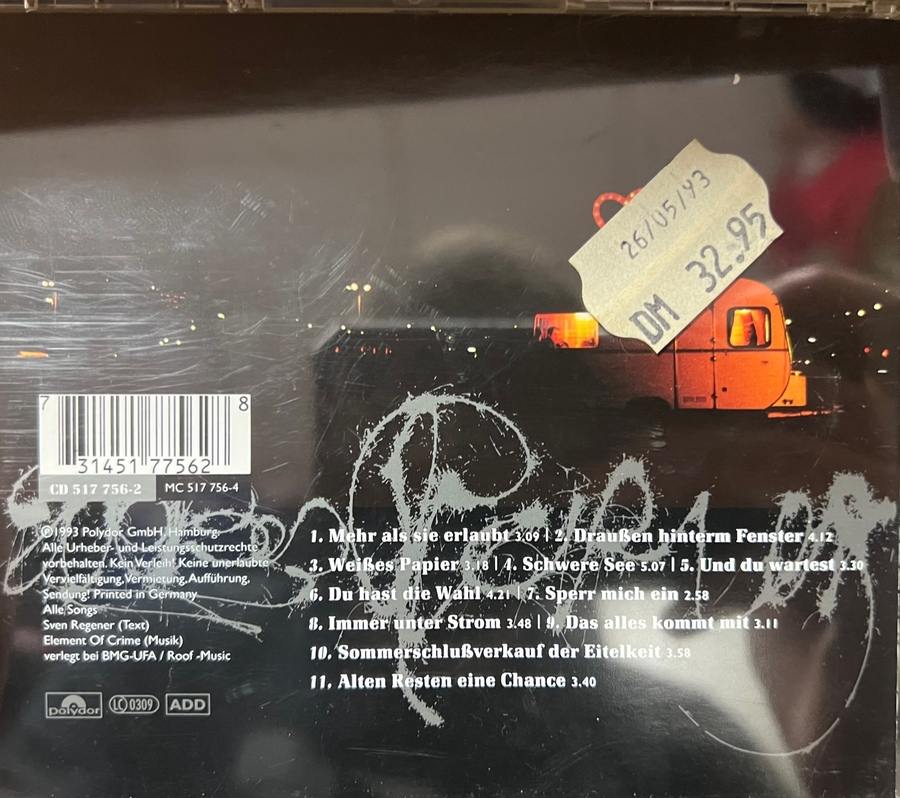 26/05/93
DM 32.95
7 31451 77562 8
CD 517 756-2 MC 517 756-4
℗1993 Polydor GmbH, Hamburg.
Alle Urheber- und Leistungsschutzrechte
vorbehalten. Kein Verleih! Keine unerlaubte
Vervielfältigung, Vermietung, Aufführung,
Sendung! Printed in Germany
Alle Songs
Sven Regener (Text)
Element Of Crime (Musik)
verlegt bei BMG-UFA / Roof -Music
polydor LC 0309 ADD
1. Mehr als sie erlaubt 3.09 | 2. Draußen hinterm Fenster 4.12
3. Weißes Papier 3.18 | 4. Schwere See 5.07 | 5. Und du wartest 3.30
6. Du hast die Wahl 4.21 | 7. Sperr mich ein 2.58
8. Immer unter Strom 3.48 | 9. Das alles kommt mit 3.11
10. Sommerschlußverkauf der Eitelkeit 3.58
11. Alten Resten eine Chance 3.40